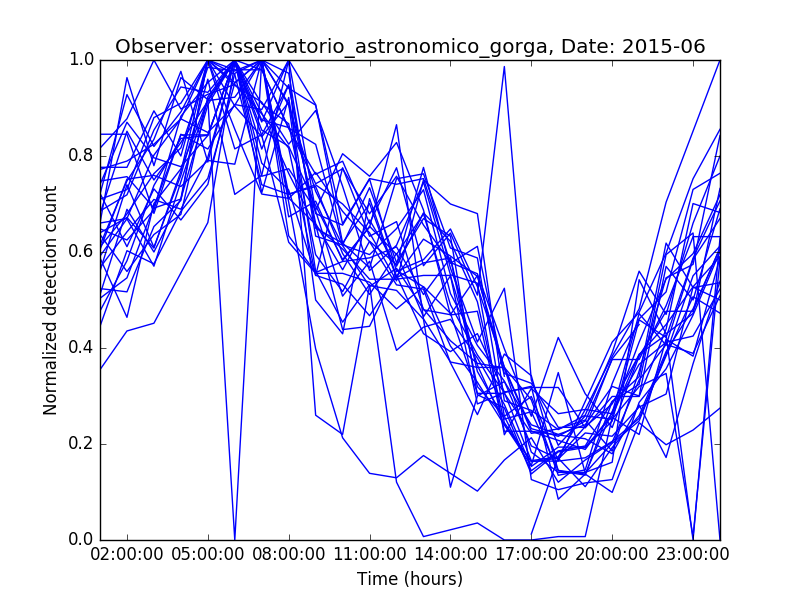 Observer: osservatorio_astronomico_gorga, Date: 2015-06
1.0
0.8
0.6
0.4
0.2
0.0
Normalized detection count
02:00:00 05:00:00 08:00:00 11:00:00 14:00:00 17:00:00 20:00:00 23:00:00
Time (hours)